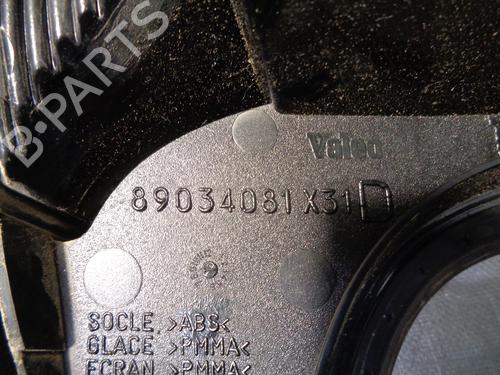 B-PARTS
Valeo
89034081 X31 D
SOCLE >ABS<
GLACE >PMMA<
ECRAN >PMMA<